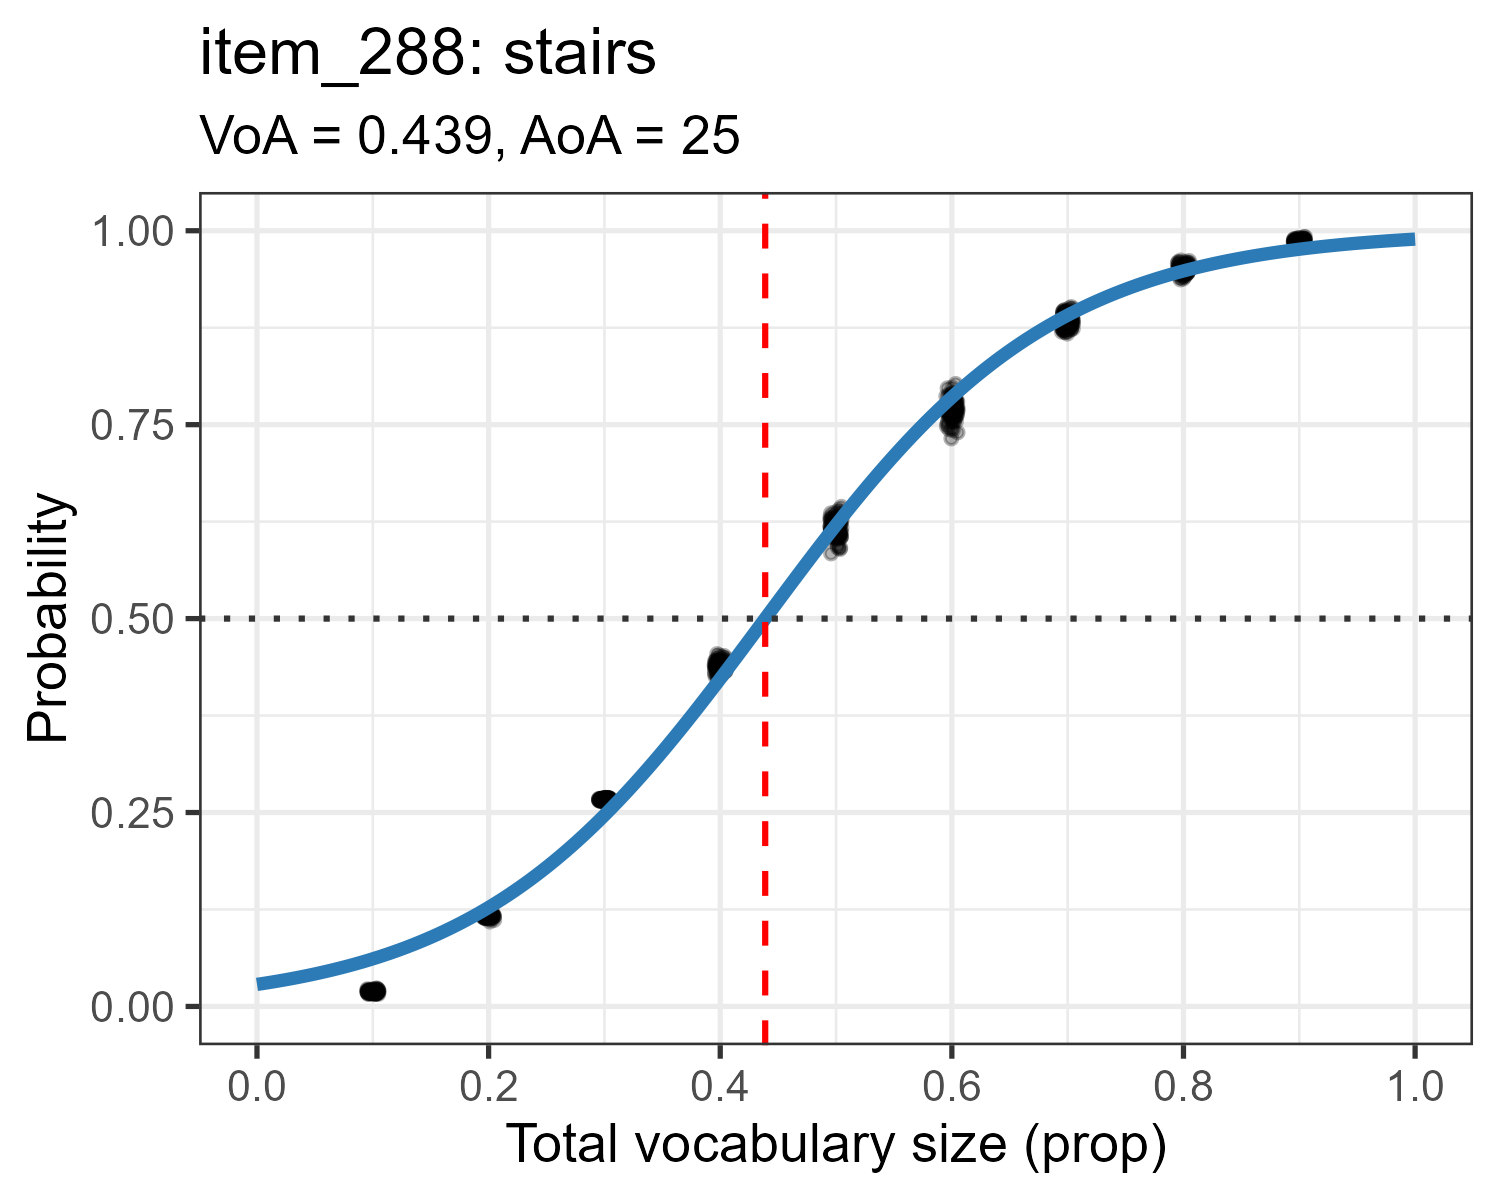 item_288: stairs
VoA = 0.439, AoA = 25
1.00
0.75
0.50
0.25
0.00
Probability
0.0 0.2 0.4 0.6 0.8 1.0
Total vocabulary size (prop)